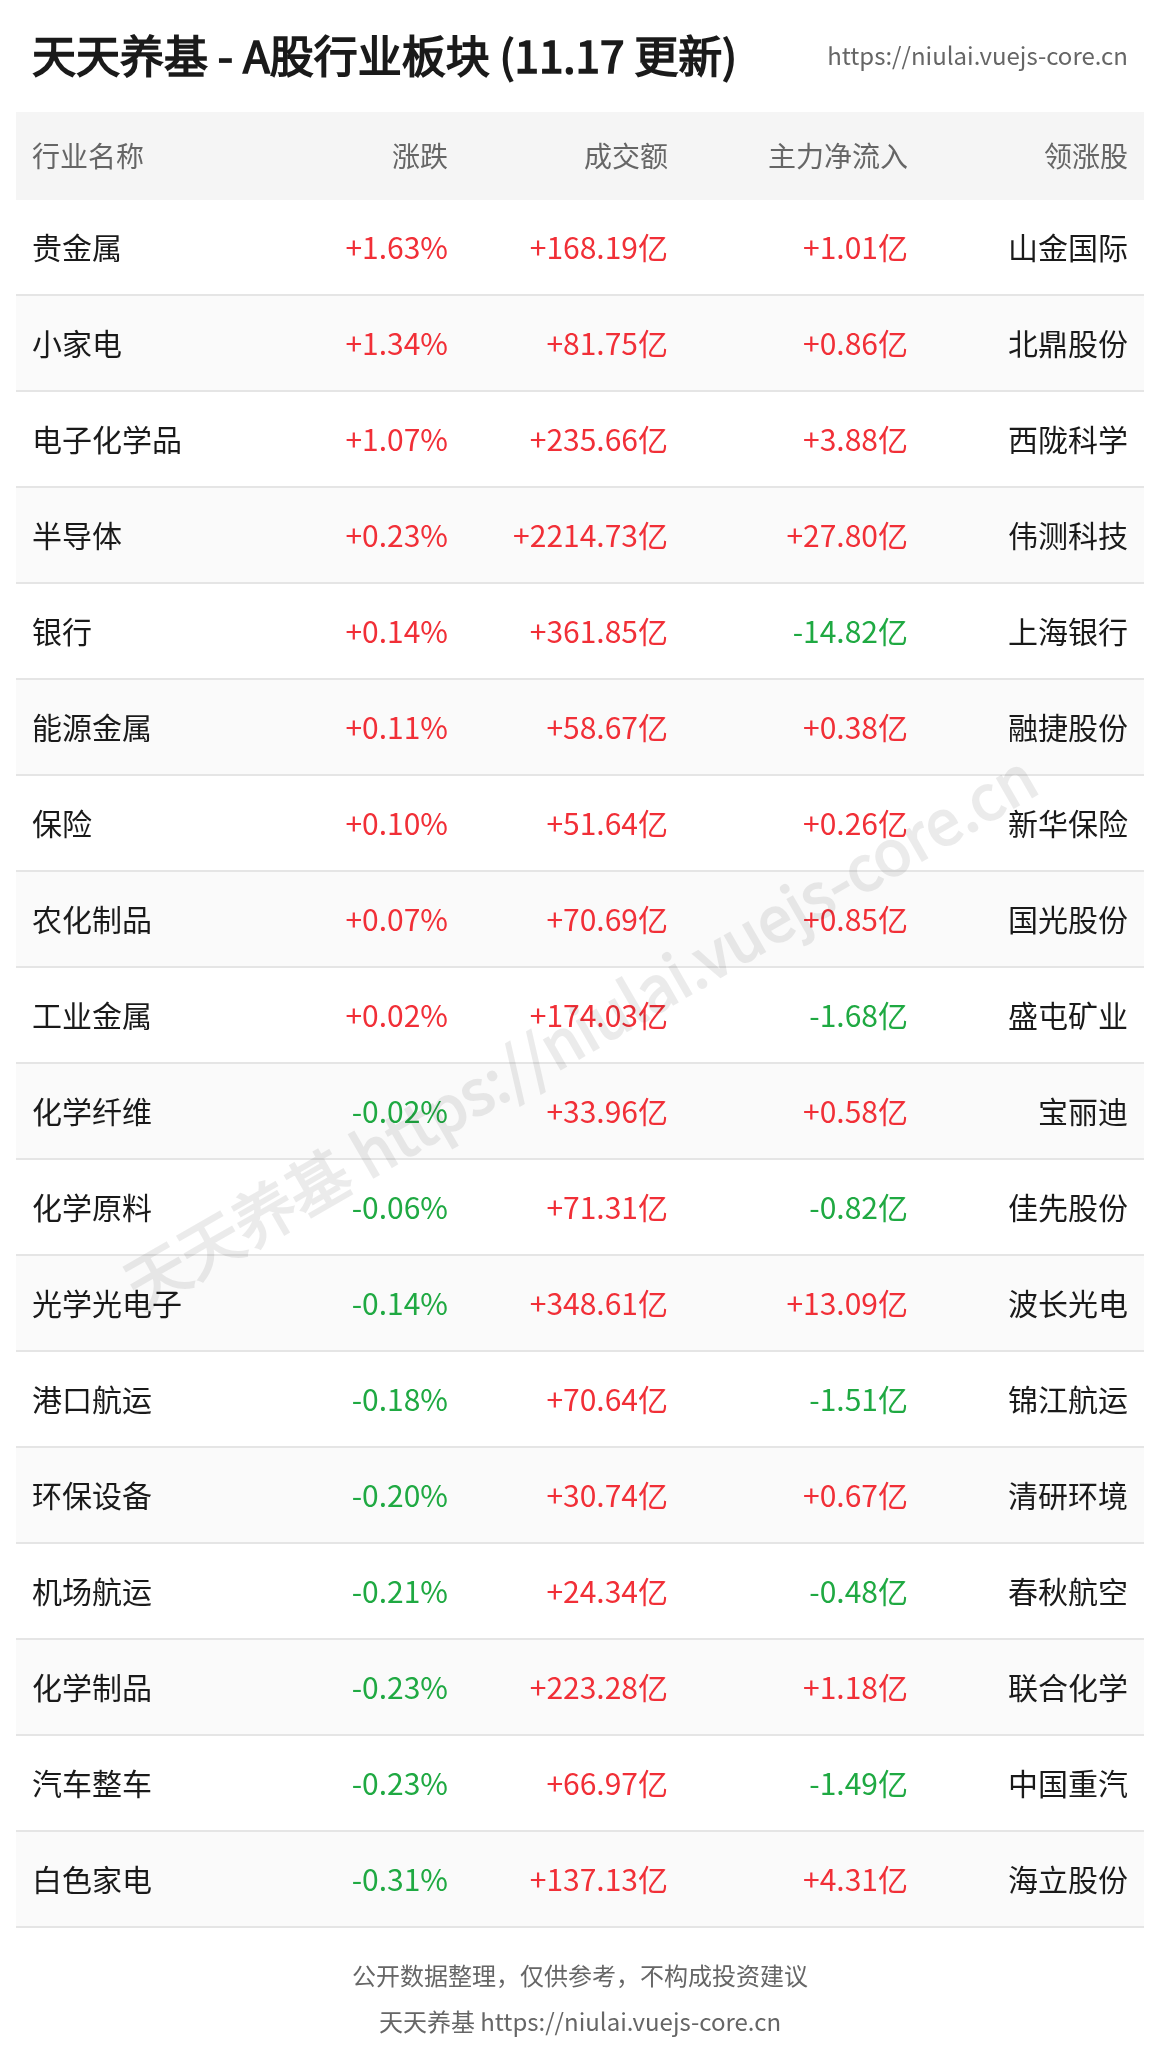 天天养基 - A股行业板块 (11.17 更新) https://niulai.vuejs-core.cn
行业名称 涨跌 成交额 主力净流入 领涨股
贵金属 +1.63% +168.19亿 +1.01亿 山金国际
小家电 +1.34% +81.75亿 +0.86亿 北鼎股份
电子化学品 +1.07% +235.66亿 +3.88亿 西陇科学
半导体 +0.23% +2214.73亿 +27.80亿 伟测科技
银行 +0.14% +361.85亿 -14.82亿 上海银行
能源金属 +0.11% +58.67亿 +0.38亿 融捷股份
保险 +0.10% +51.64亿 +0.26亿 新华保险
农化制品 +0.07% +70.69亿 +0.85亿 国光股份
工业金属 +0.02% +174.03亿 -1.68亿 盛屯矿业
化学纤维 -0.02% +33.96亿 +0.58亿 宝丽迪
化学原料 -0.06% +71.31亿 -0.82亿 佳先股份
光学光电子 -0.14% +348.61亿 +13.09亿 波长光电
港口航运 -0.18% +70.64亿 -1.51亿 锦江航运
环保设备 -0.20% +30.74亿 +0.67亿 清研环境
机场航运 -0.21% +24.34亿 -0.48亿 春秋航空
化学制品 -0.23% +223.28亿 +1.18亿 联合化学
汽车整车 -0.23% +66.97亿 -1.49亿 中国重汽
白色家电 -0.31% +137.13亿 +4.31亿 海立股份
天天养基 https://niulai.vuejs-core.cn
公开数据整理，仅供参考，不构成投资建议
天天养基 https://niulai.vuejs-core.cn